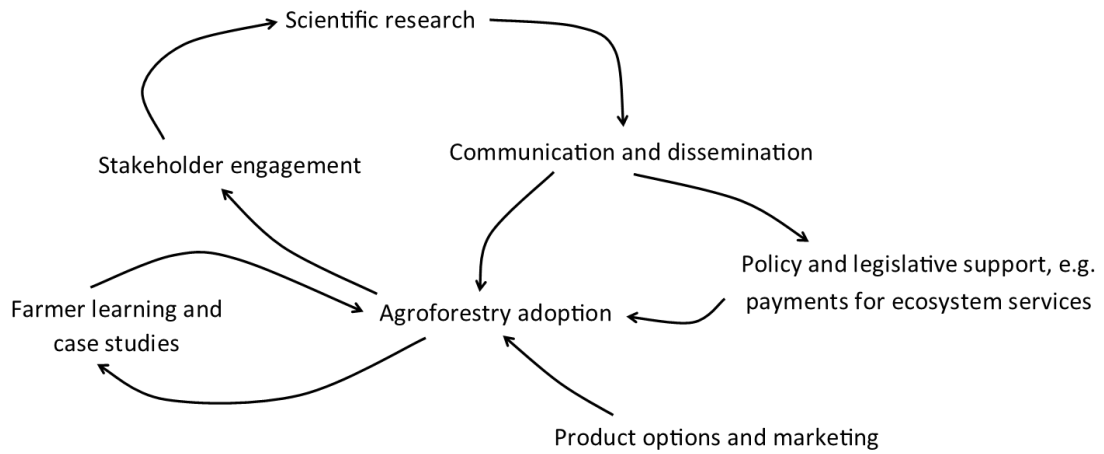 Scientific research
Communication and dissemination
Stakeholder engagement
Policy and legislative support, e.g.
payments for ecosystem services
Farmer learning and
case studies
Agroforestry adoption
Product options and marketing